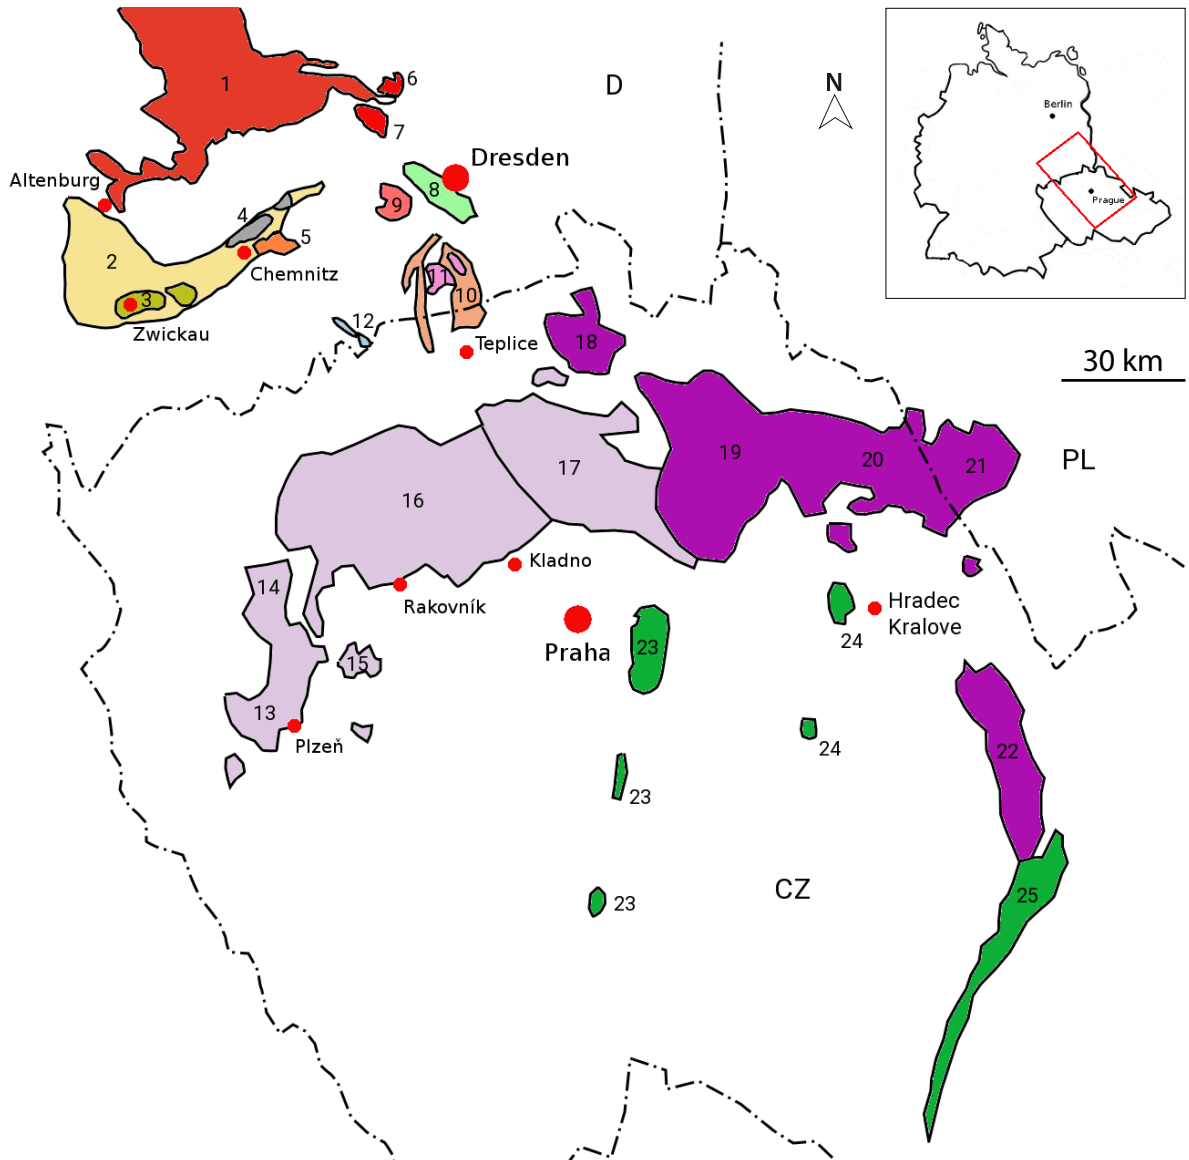 1
6
7
D
N
Berlin
Prague
Dresden
Altenburg
8
9
4
5
2
Chemnitz
3
11
10
Zwickau
12
Teplice
18
30 km
19
20
21
PL
17
16
Kladno
14
Rakovník
Hradec
Kralove
24
Praha
23
15
13
Plzeň
24
22
23
CZ
25
23